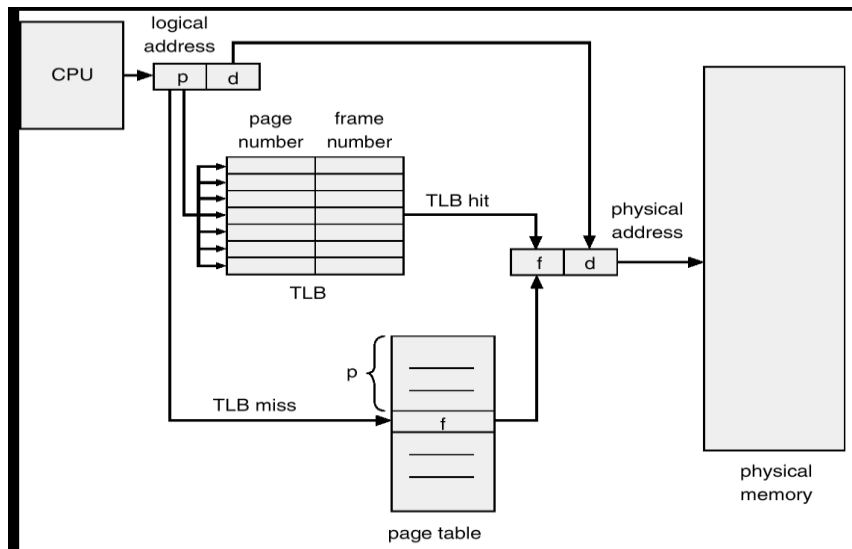 logical
address
CPU
p d
page frame
number number
TLB hit
physical
address
f d
TLB
p
TLB miss
f
physical
memory
page table